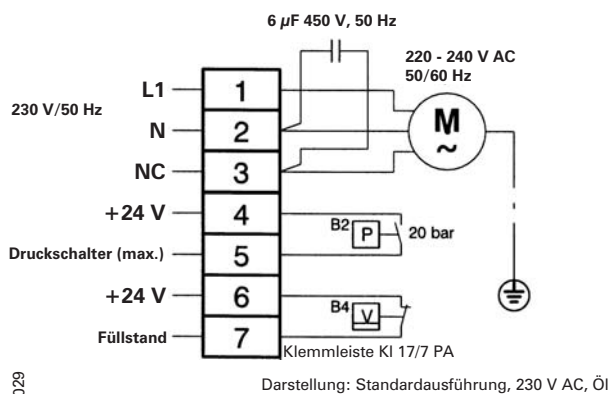 6 µF 450 V, 50 Hz
220 - 240 V AC
50/60 Hz
230 V/50 Hz
L1
1
N
2
NC
3
M
~
+24 V
4
B2
P
20 bar
Druckschalter (max.)
5
+24 V
6
B4
V
Füllstand
7
Klemmleiste Kl 17/7 PA
029
Darstellung: Standardausführung, 230 V AC, Öl